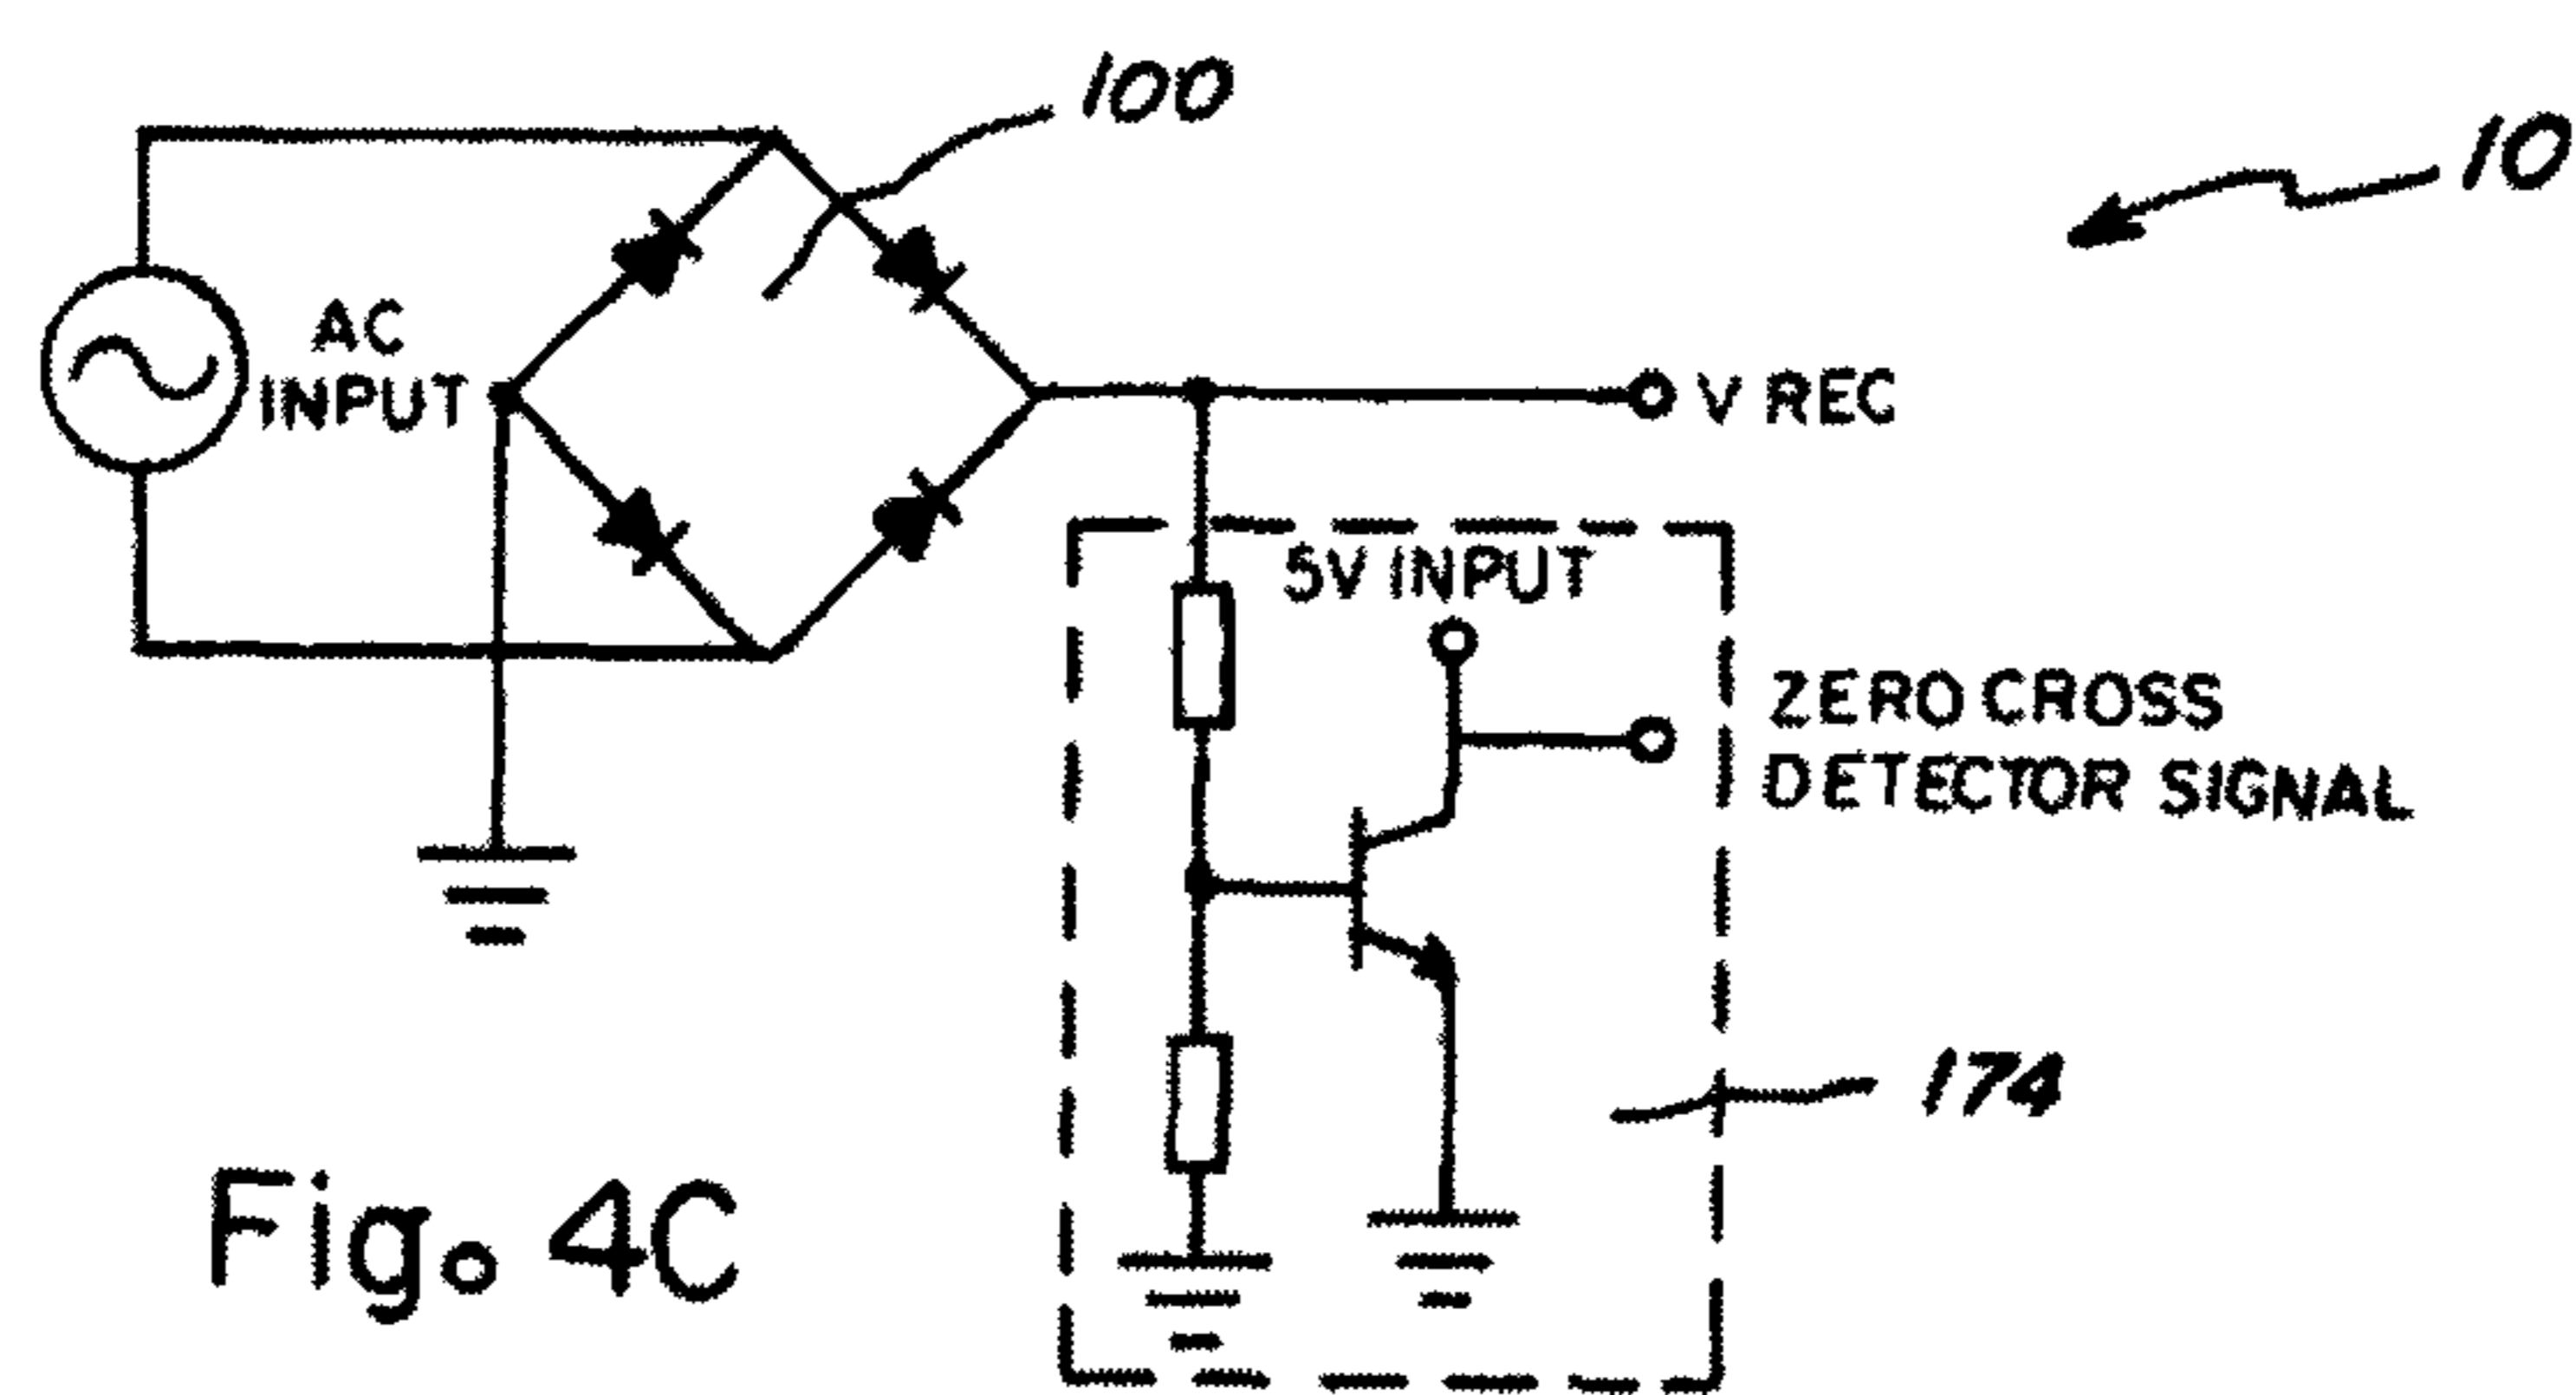 100
10
AC
INPUT
V REC
5V INPUT
ZERO CROSS
DETECTOR SIGNAL
174
Fig. 4C